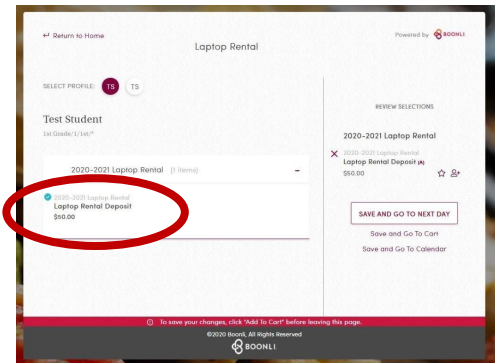 ↵ Return to Home
Laptop Rental
Powered by BOONLI
SELECT PROFILE: TS TS
Test Student
1st Grade/1/1st/*
2020-2021 Laptop Rental (1 items) -
2020-2021 Laptop Rental
Laptop Rental Deposit
$50.00
REVIEW SELECTIONS
2020-2021 Laptop Rental
2020-2021 Laptop Rental
Laptop Rental Deposit (A)
$50.00
SAVE AND GO TO NEXT DAY
Save and Go To Cart
Save and Go To Calendar
To save your changes, click "Add To Cart" before leaving this page.
©2020 Boonli, All Rights Reserved
BOONLI